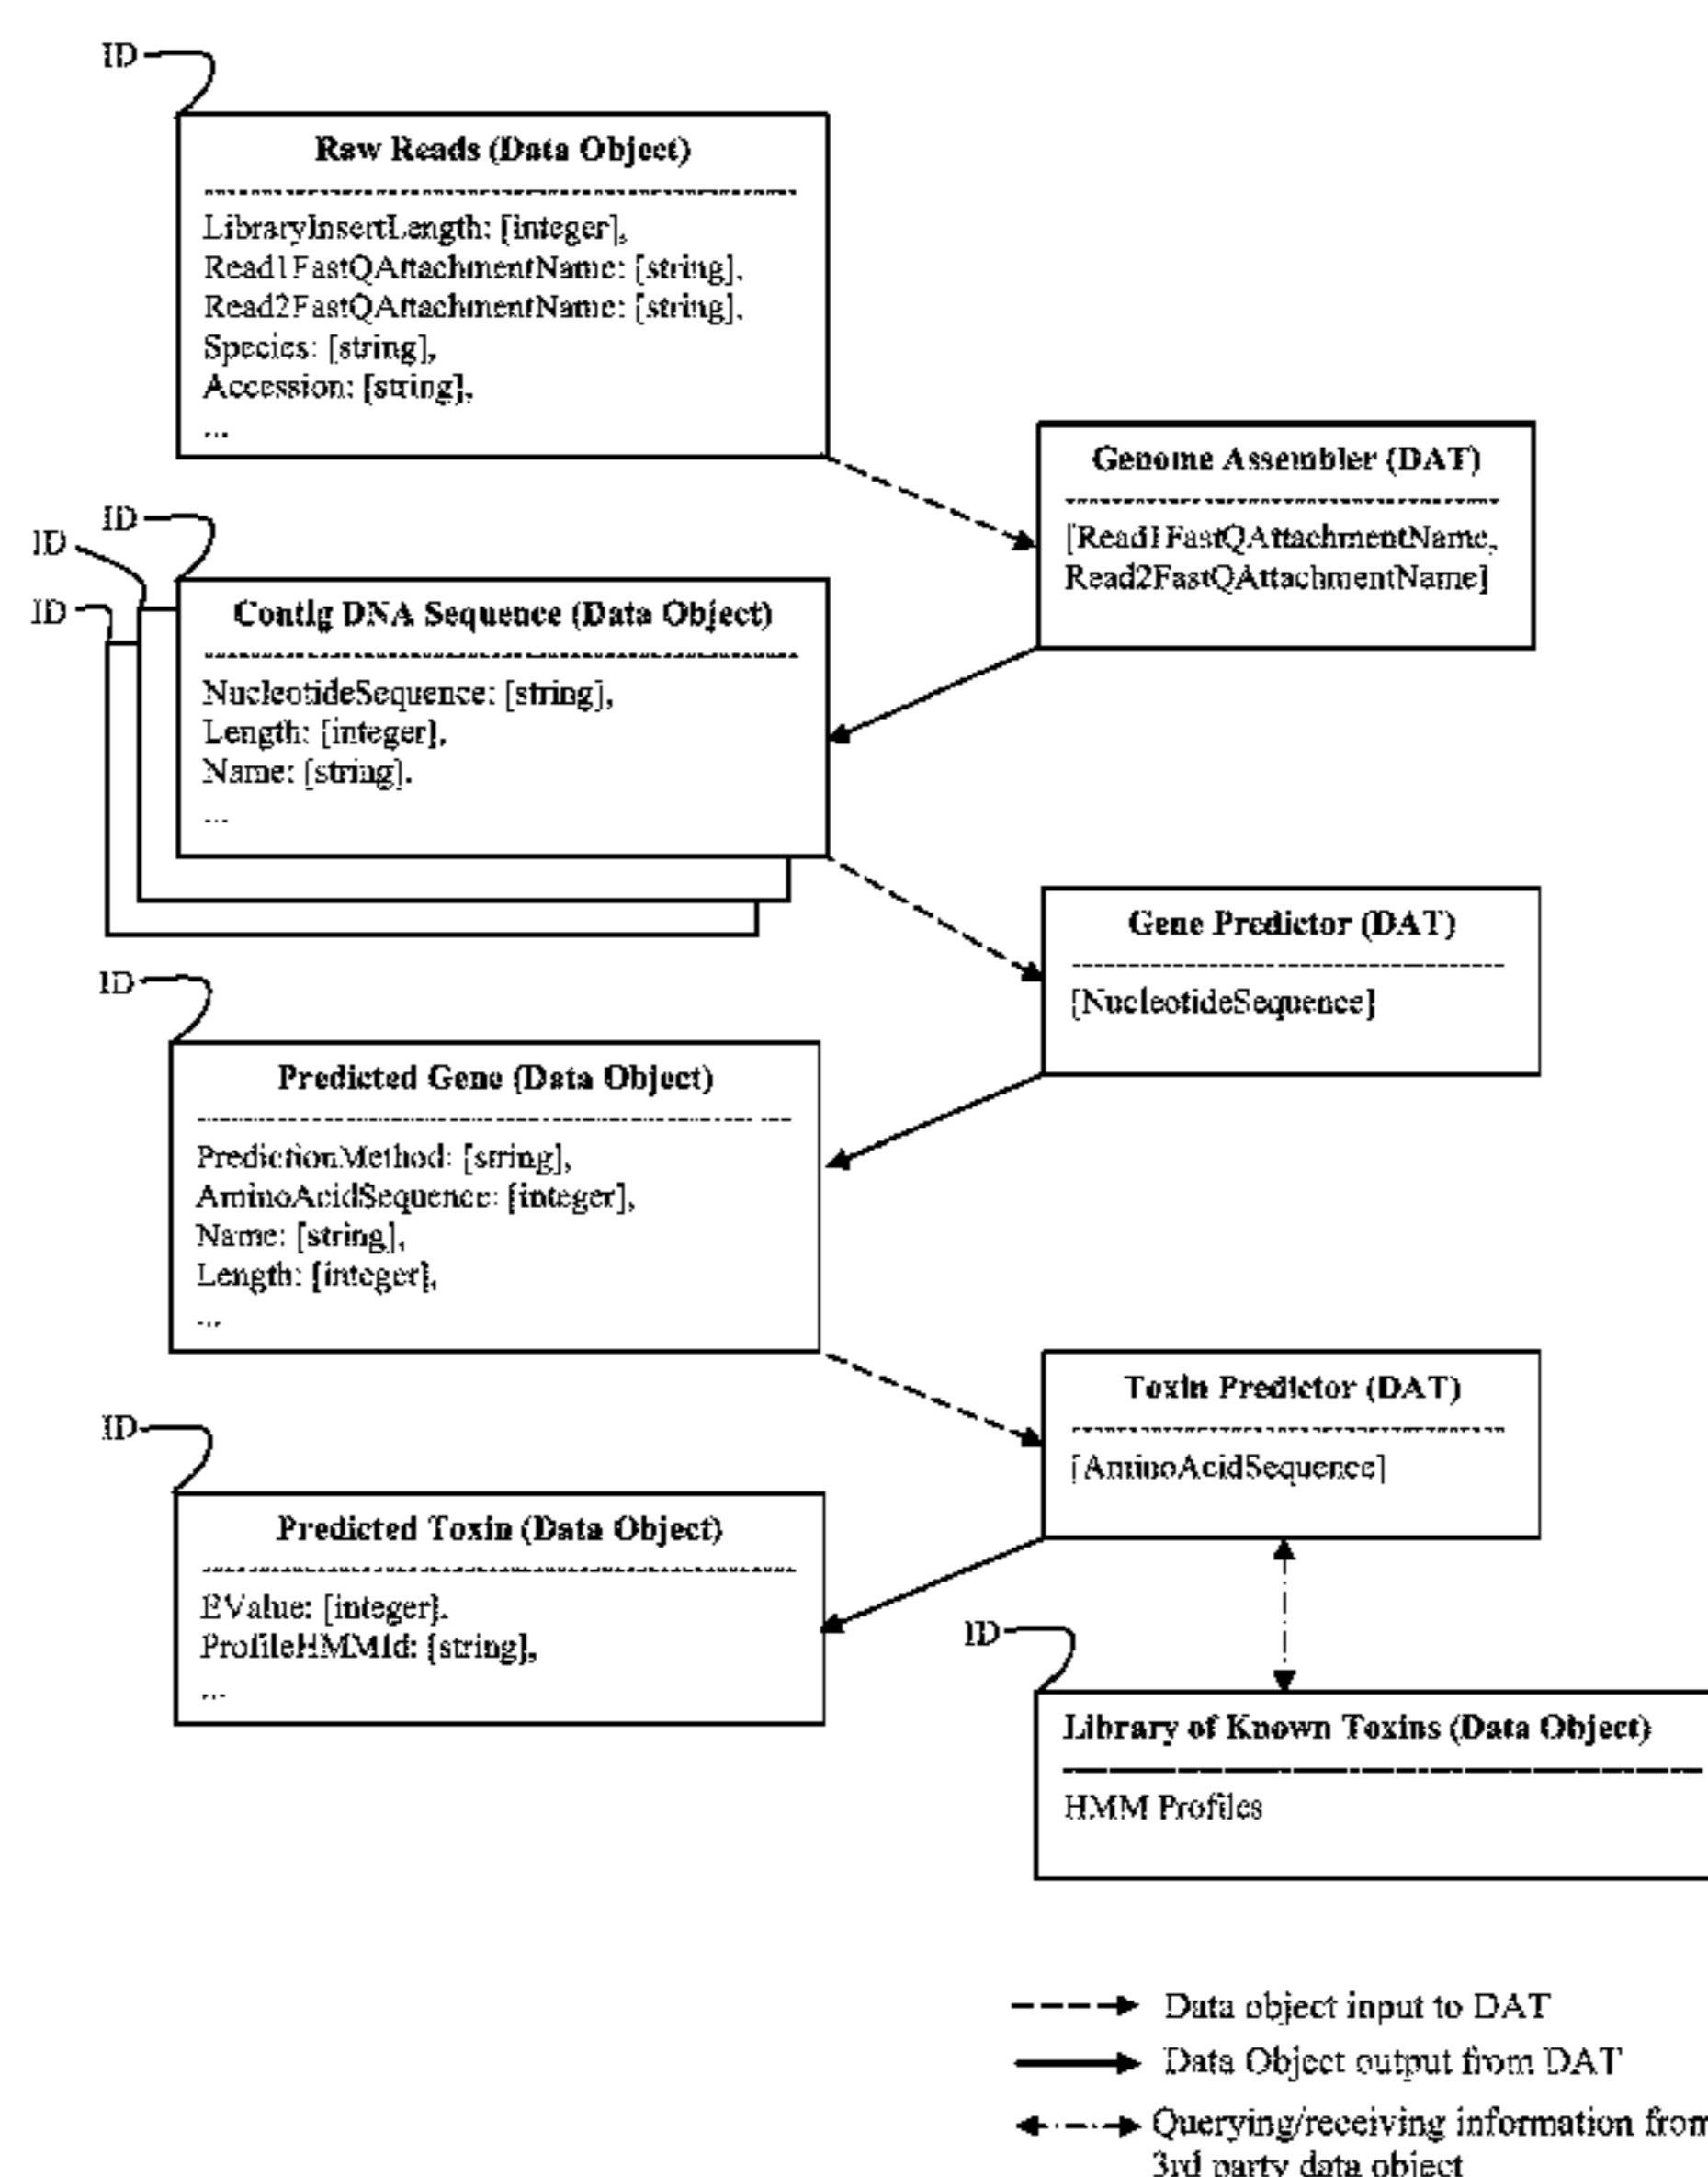 ID
Raw Reads (Data Object)
LibraryInsertLength: [integer],
Read1FastQAttachmentName: [string],
Read2FastQAttachmentName: [string],
Species: [string],
Accession: [string],
...
Genome Assembler (DAT)
[Read1FastQAttachmentName,
Read2FastQAttachmentName]
ID
ID
ID
Contig DNA Sequence (Data Object)
NucleotideSequence: [string],
Length: [integer],
Name: [string].
...
Gene Predictor (DAT)
[NucleotideSequence]
ID
Predicted Gene (Data Object)
PredictionMethod: [string],
AminoAcidSequence: [integer],
Name: [string],
Length: [integer],
...
Toxin Predictor (DAT)
[AminoAcidSequence]
ID
Predicted Toxin (Data Object)
EValue: [integer].
ProfileHMMId: [string],
...
ID
Library of Known Toxins (Data Object)
HMM Profiles
Data object input to DAT
Data Object output from DAT
Querying/receiving information from
3rd party data object